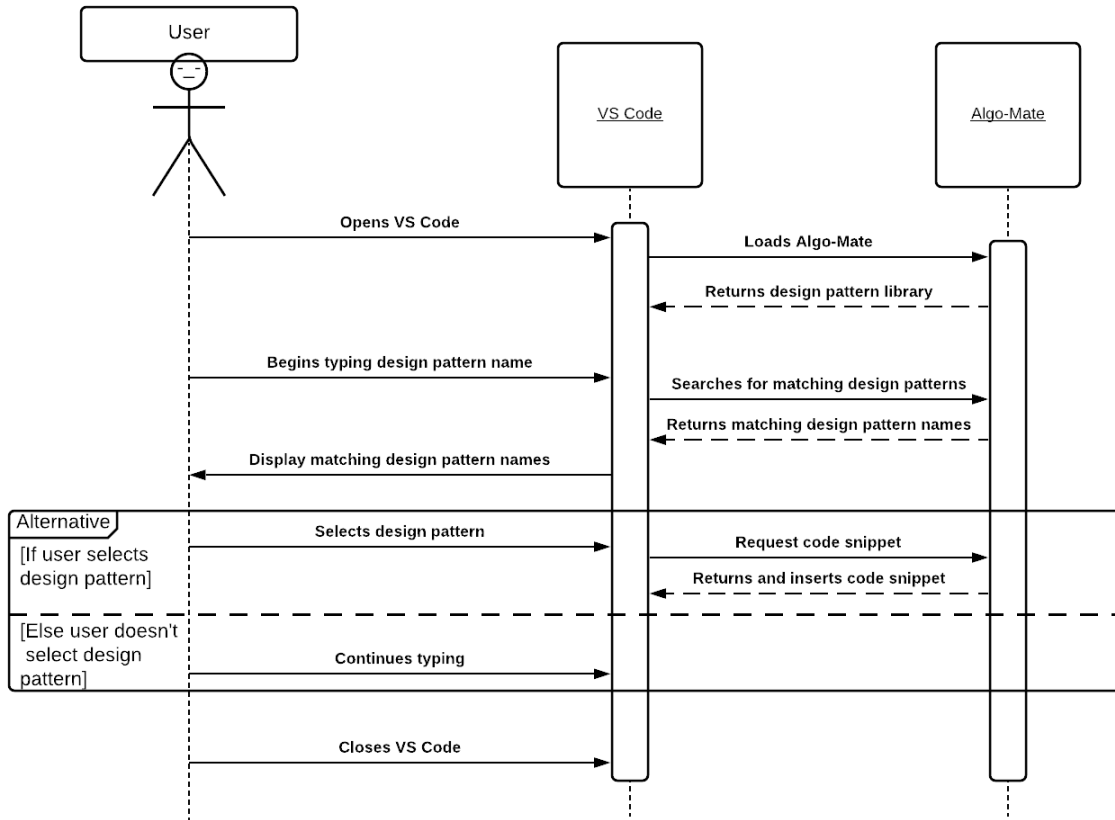 User
VS Code
Algo-Mate
Opens VS Code
Loads Algo-Mate
Returns design pattern library
Begins typing design pattern name
Searches for matching design patterns
Returns matching design pattern names
Display matching design pattern names
Alternative
[If user selects
design pattern]
Selects design pattern
Request code snippet
Returns and inserts code snippet
[Else user doesn't
select design
pattern]
Continues typing
Closes VS Code